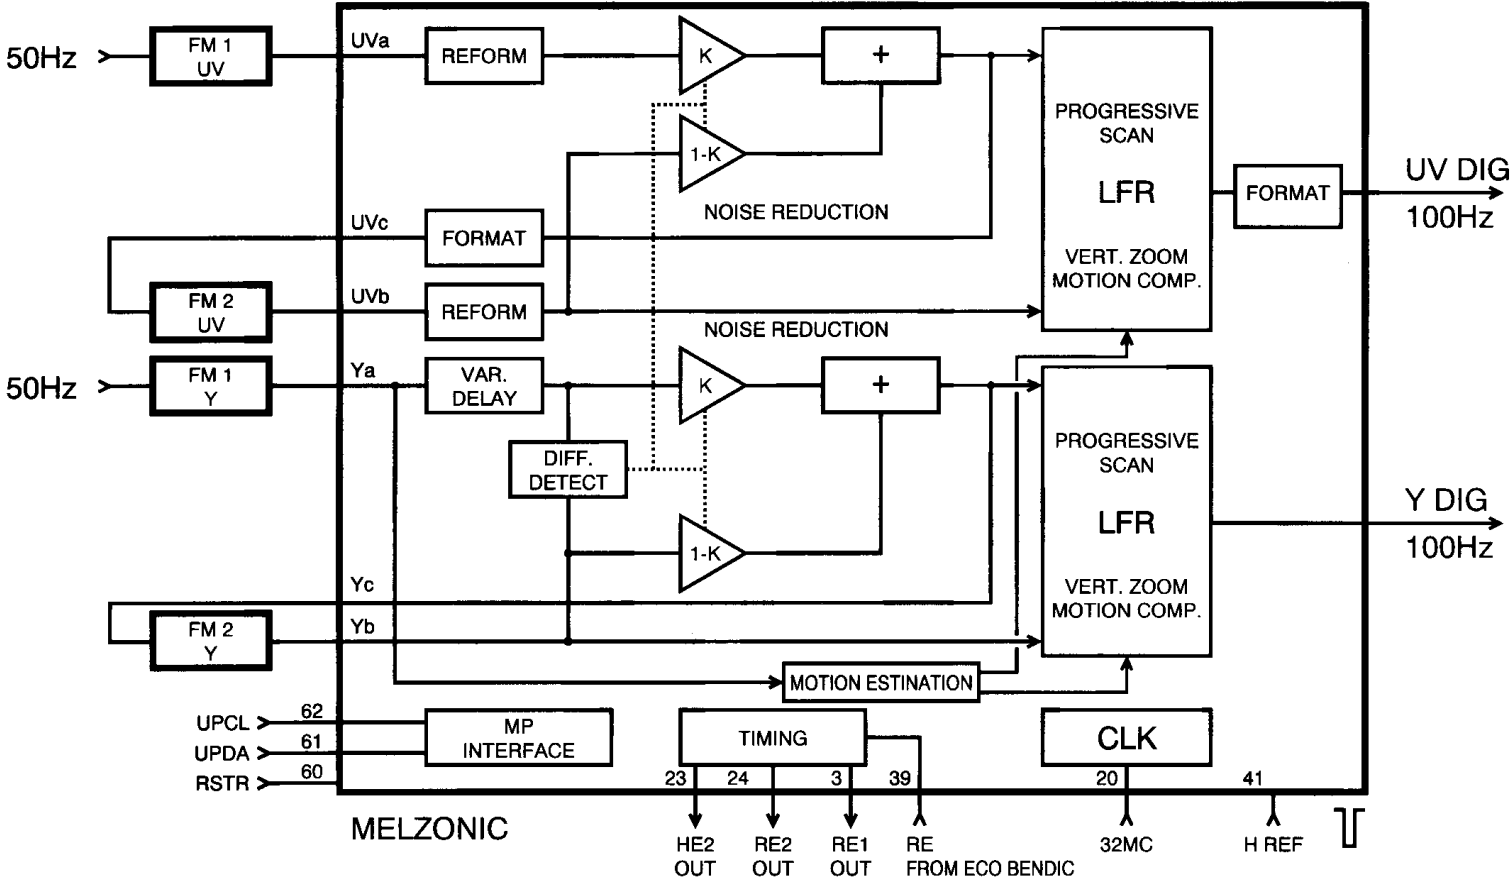 50Hz
FM 1
UV
UVa
REFORM
K
+
1-K
PROGRESSIVE
SCAN
LFR
VERT. ZOOM
MOTION COMP.
FORMAT
UV DIG
100Hz
NOISE REDUCTION
UVc
FORMAT
FM 2
UV
UVb
REFORM
NOISE REDUCTION
50Hz
FM 1
Y
Ya
VAR.
DELAY
K
+
DIFF.
DETECT
1-K
PROGRESSIVE
SCAN
LFR
VERT. ZOOM
MOTION COMP.
Y DIG
100Hz
Yc
FM 2
Y
Yb
MOTION ESTINATION
UPCL
62
UPDA
61
RSTR
60
MP
INTERFACE
TIMING
CLK
23
24
3
39
20
41
MELZONIC
HE2
OUT
RE2
OUT
RE1
OUT
RE
FROM ECO BENDIC
32MC
H REF